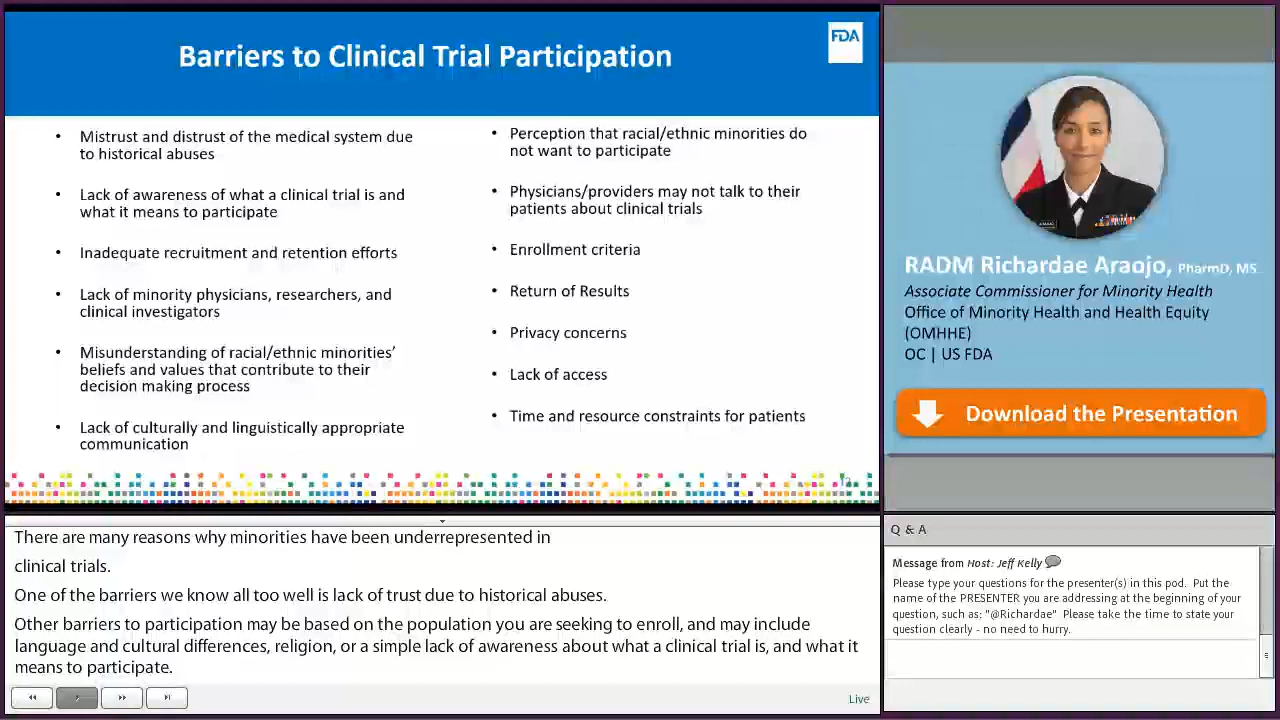 Barriers to Clinical Trial Participation
FDA
• Mistrust and distrust of the medical system due
to historical abuses
• Lack of awareness of what a clinical trial is and
what it means to participate
• Inadequate recruitment and retention efforts
• Lack of minority physicians, researchers, and
clinical investigators
• Misunderstanding of racial/ethnic minorities’
beliefs and values that contribute to their
decision making process
• Lack of culturally and linguistically appropriate
communication
• Perception that racial/ethnic minorities do
not want to participate
• Physicians/providers may not talk to their
patients about clinical trials
• Enrollment criteria
• Return of Results
• Privacy concerns
• Lack of access
• Time and resource constraints for patients
RADM Richardae Araojo, PharmD, MS
Associate Commissioner for Minority Health
Office of Minority Health and Health Equity
(OMHHE)
OC | US FDA
Download the Presentation
There are many reasons why minorities have been underrepresented in
clinical trials.
One of the barriers we know all too well is lack of trust due to historical abuses.
Other barriers to participation may be based on the population you are seeking to enroll, and may include
language and cultural differences, religion, or a simple lack of awareness about what a clinical trial is, and what it
means to participate.
Live
Q & A
Message from Host: Jeff Kelly
Please type your questions for the presenter(s) in this pod. Put the
name of the PRESENTER you are addressing at the beginning of your
question, such as: "@Richardae" Please take the time to state your
question clearly - no need to hurry.